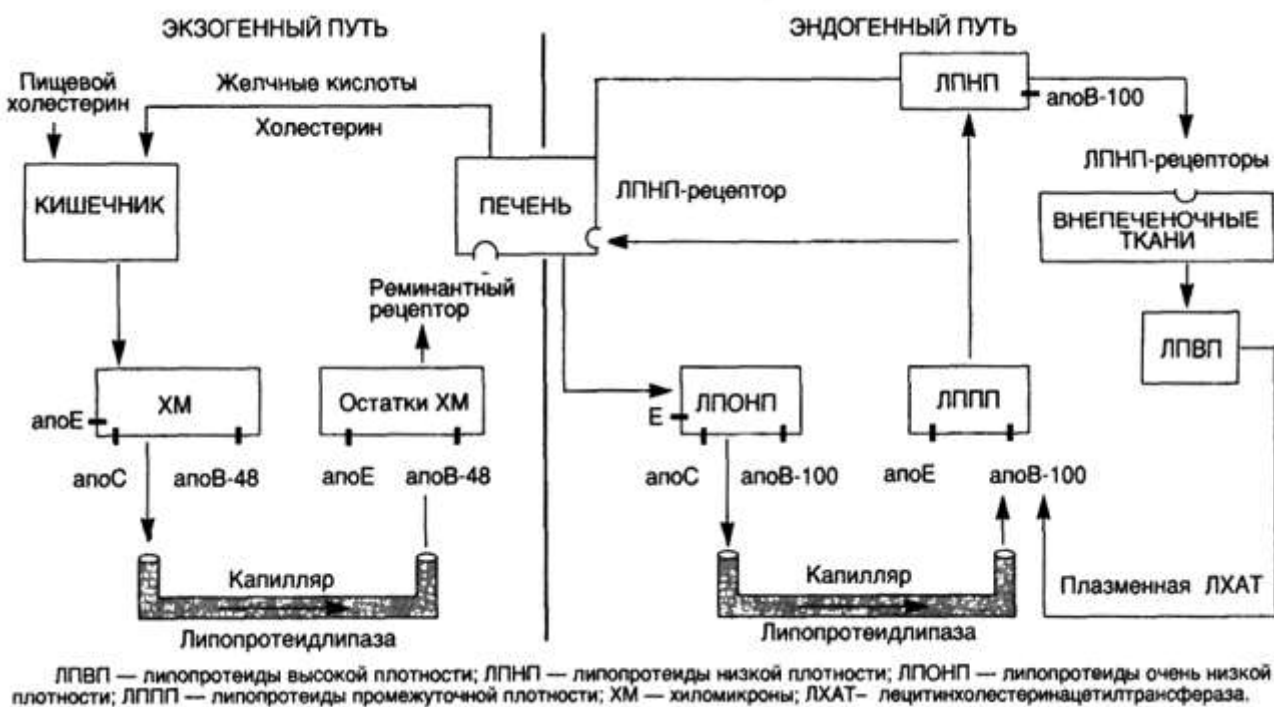 ЭКЗОГЕННЫЙ ПУТЬ
ЭНДОГЕННЫЙ ПУТЬ
Пищевой
холестерин
Желчные кислоты
Холестерин
ЛПНП
апоВ-100
ЛПНП-рецепторы
КИШЕЧНИК
ПЕЧЕНЬ
ЛПНП-рецептор
ВНЕПЕЧЕНОЧНЫЕ
ТКАНИ
Реминантный
рецептор
ЛПВП
ХМ
Остатки ХМ
ЛПОНП
ЛППП
апоЕ
Е
апоС
апоВ-48
апоЕ
апоВ-48
апоС
апоВ-100
апоЕ
апоВ-100
Капилляр
Капилляр
Плазменная ЛХАТ
Липопротеидлипаза
Липопротеидлипаза
ЛПВП — липопротеиды высокой плотности; ЛПНП — липопротеиды низкой плотности; ЛПОНП — липопротеиды очень низкой
плотности; ЛППП — липопротеиды промежуточной плотности; ХМ — хиломикроны; ЛХАТ– лецитинхолестеринацетилтрансфераза.